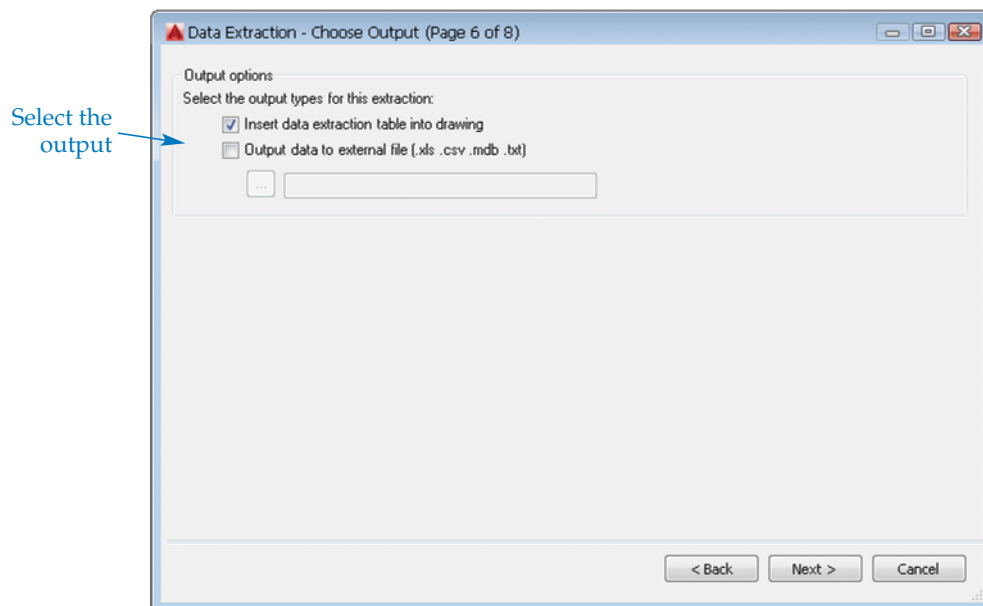 Data Extraction - Choose Output (Page 6 of 8)
Output options
Select the output types for this extraction:
Select the
output
Insert data extraction table into drawing
Output data to external file (.xls .csv .mdb .txt)
...
< Back
Next >
Cancel